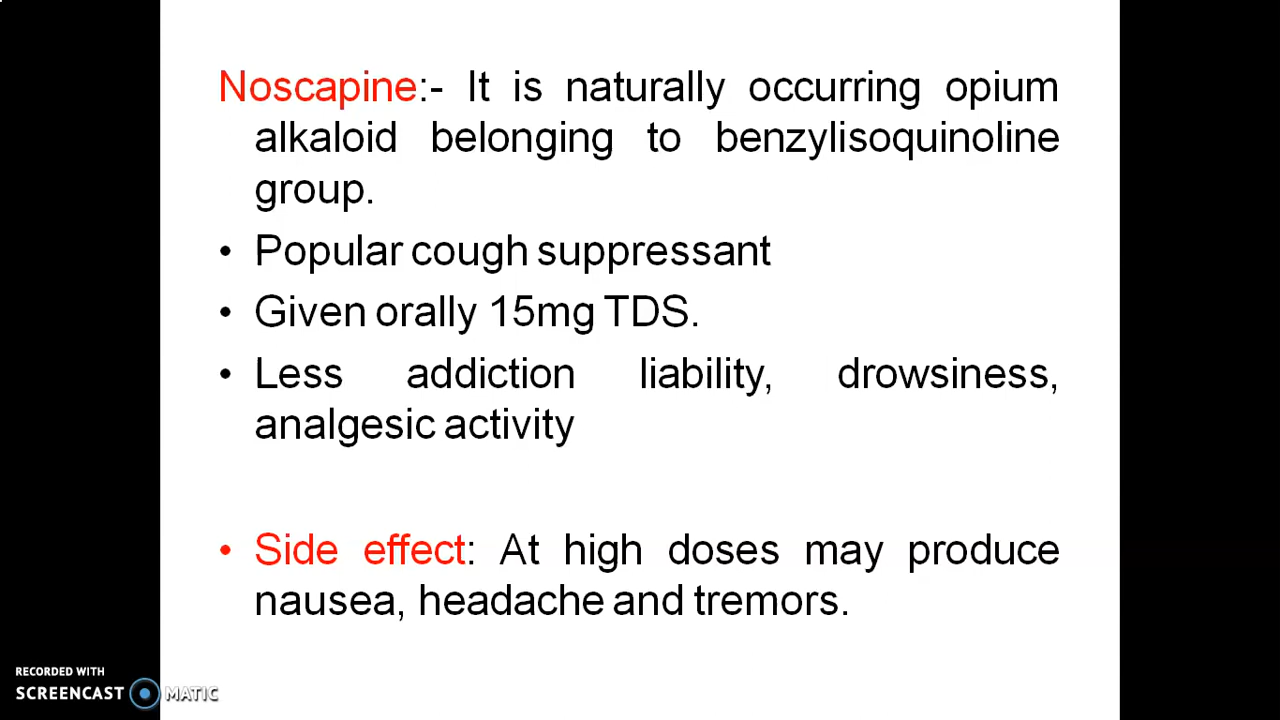 Noscapine:- It is naturally occurring opium
alkaloid belonging to benzylisoquinoline
group.
• Popular cough suppressant
• Given orally 15mg TDS.
• Less addiction liability, drowsiness,
analgesic activity
• Side effect: At high doses may produce
nausea, headache and tremors.
RECORDED WITH
SCREENCAST MATIC